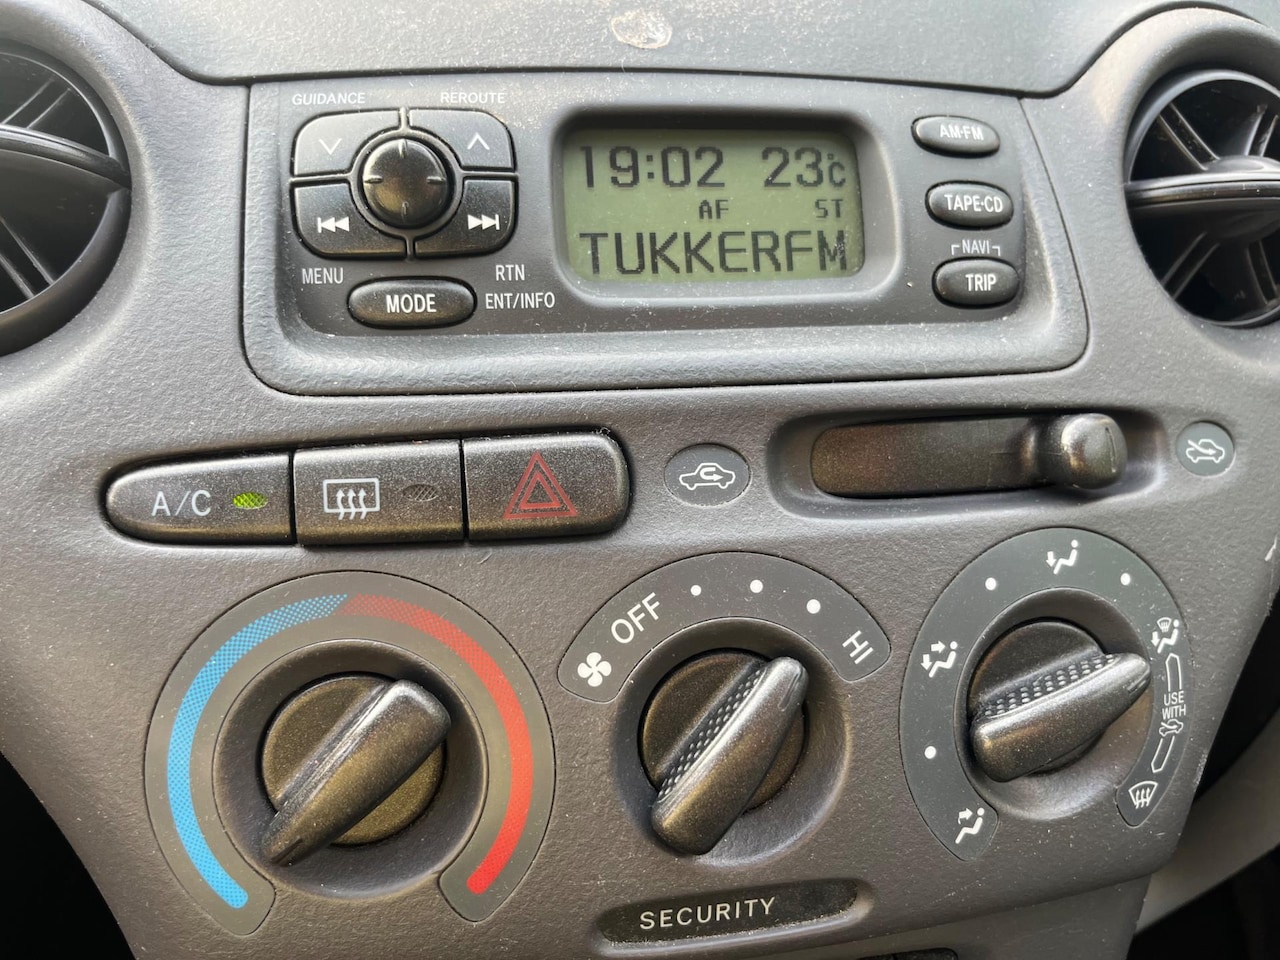 GUIDANCE REROUTE
19:02 23°C
AF ST
TUKKERFM
AM·FM
TAPE·CD
NAVI
TRIP
MENU RTN
MODE ENT/INFO
A/C
OFF
HI
USE
WITH
SECURITY